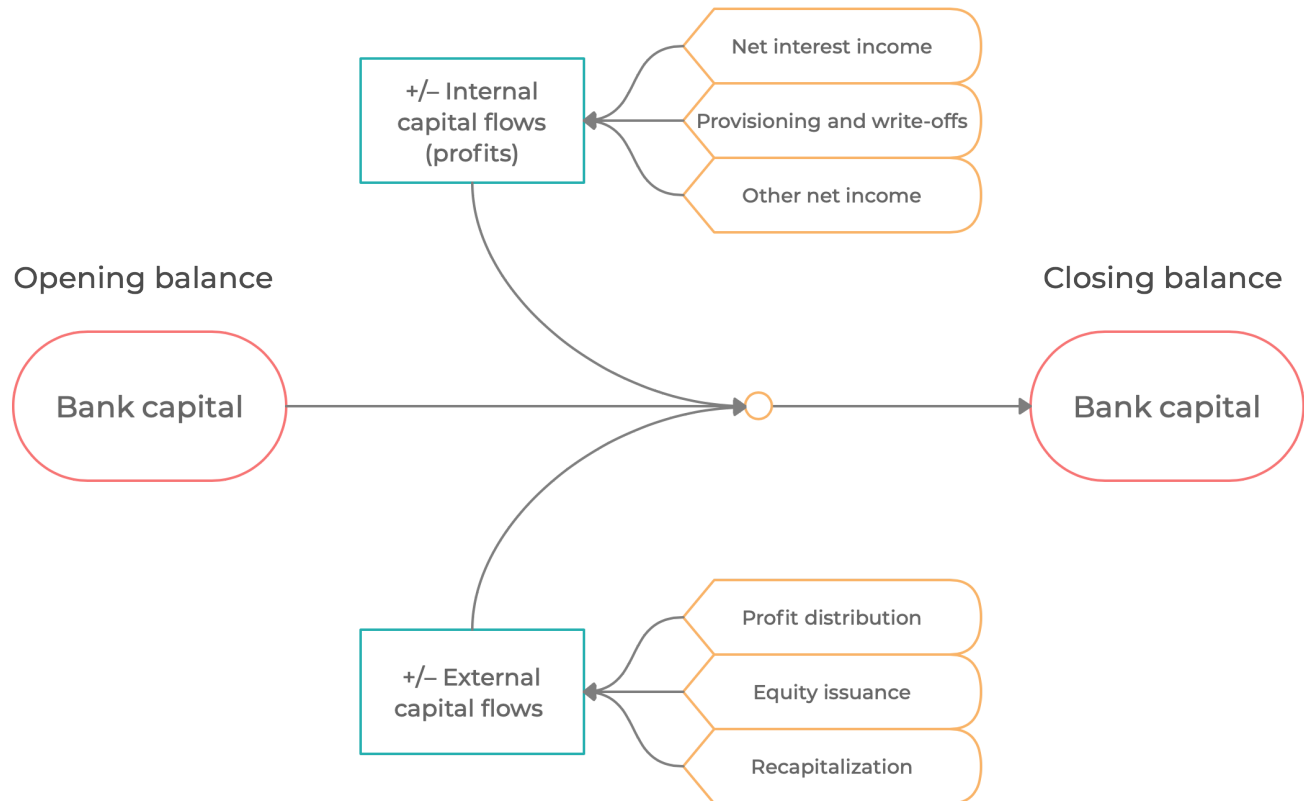 Net interest income
+/– Internal
capital flows
(profits)
Provisioning and write-offs
Other net income
Opening balance
Closing balance
Bank capital
Bank capital
Profit distribution
+/– External
capital flows
Equity issuance
Recapitalization